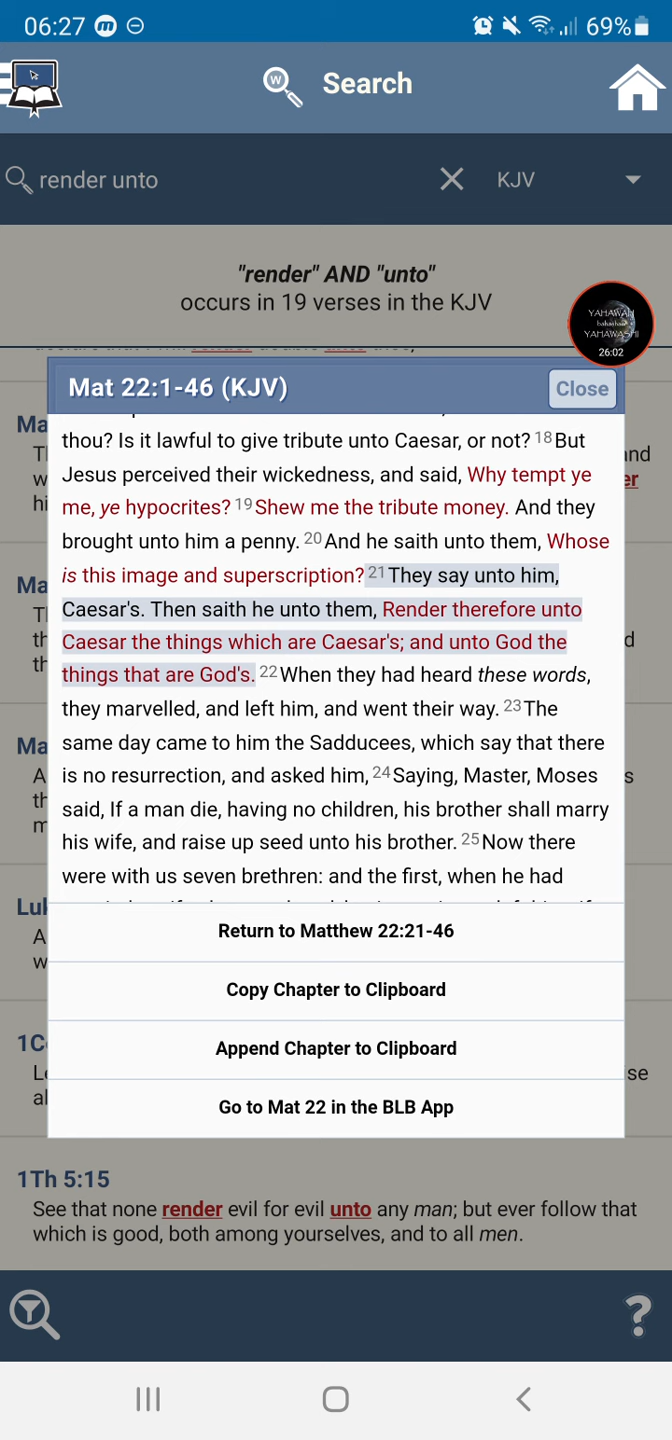 06:27 69%
W Search
render unto KJV
"render" AND "unto"
occurs in 19 verses in the KJV
YAHAWAH
bahasham
YAHAWASHI
26:02
Mat 22:1-46 (KJV) Close
Ma
thou? Is it lawful to give tribute unto Caesar, or not? 18 But
Jesus perceived their wickedness, and said, Why tempt ye
me, ye hypocrites? 19 Shew me the tribute money. And they
brought unto him a penny. 20 And he saith unto them, Whose
is this image and superscription? 21 They say unto him,
Caesar's. Then saith he unto them, Render therefore unto
Caesar the things which are Caesar's; and unto God the
things that are God's. 22 When they had heard these words,
they marvelled, and left him, and went their way. 23 The
same day came to him the Sadducees, which say that there
is no resurrection, and asked him, 24 Saying, Master, Moses
said, If a man die, having no children, his brother shall marry
his wife, and raise up seed unto his brother. 25 Now there
were with us seven brethren: and the first, when he had
Return to Matthew 22:21-46
Copy Chapter to Clipboard
Append Chapter to Clipboard
Go to Mat 22 in the BLB App
1Th 5:15
See that none render evil for evil unto any man; but ever follow that
which is good, both among yourselves, and to all men.
?